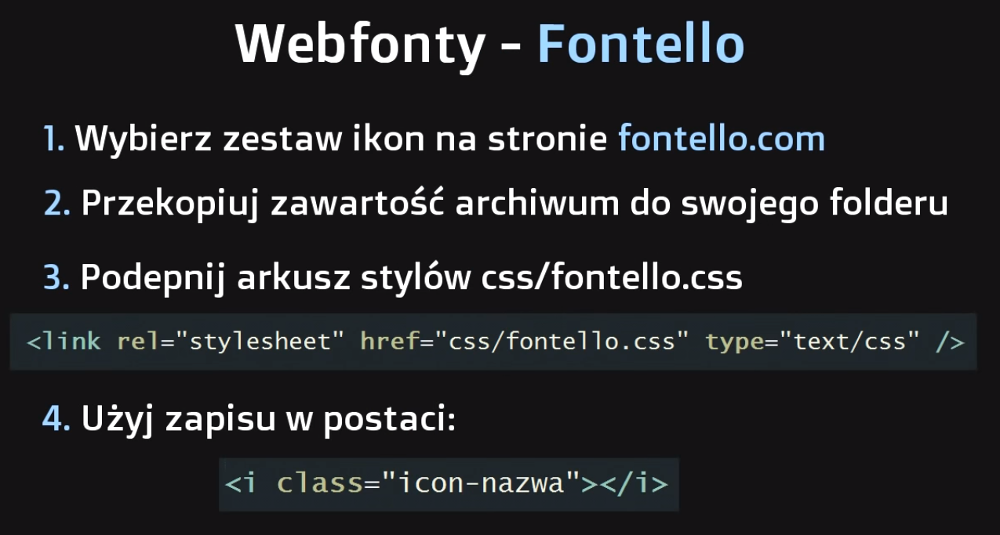 Webfonty - Fontello
1. Wybierz zestaw ikon na stronie fontello.com
2. Przekopiuj zawartość archiwum do swojego folderu
3. Podepnij arkusz stylów css/fontello.css
<link rel="stylesheet" href="css/fontello.css" type="text/css" />
4. Użyj zapisu w postaci:
<i class="icon-nazwa"></i>